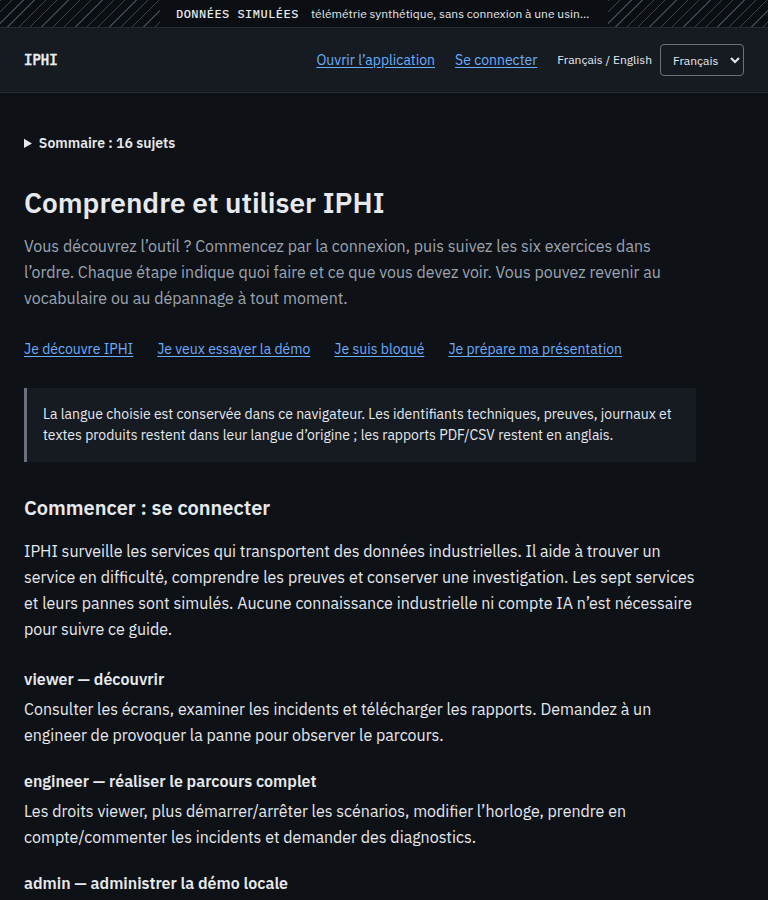 DONNÉES SIMULÉES télémétrie synthétique, sans connexion à une usin...
IPHI
Ouvrir l’application
Se connecter
Français / English
Français
Sommaire : 16 sujets
Comprendre et utiliser IPHI
Vous découvrez l’outil ? Commencez par la connexion, puis suivez les six exercices dans
l’ordre. Chaque étape indique quoi faire et ce que vous devez voir. Vous pouvez revenir au
vocabulaire ou au dépannage à tout moment.
Je découvre IPHI
Je veux essayer la démo
Je suis bloqué
Je prépare ma présentation
La langue choisie est conservée dans ce navigateur. Les identifiants techniques, preuves, journaux et
textes produits restent dans leur langue d’origine ; les rapports PDF/CSV restent en anglais.
Commencer : se connecter
IPHI surveille les services qui transportent des données industrielles. Il aide à trouver un
service en difficulté, comprendre les preuves et conserver une investigation. Les sept services
et leurs pannes sont simulés. Aucune connaissance industrielle ni compte IA n’est nécessaire
pour suivre ce guide.
viewer — découvrir
Consulter les écrans, examiner les incidents et télécharger les rapports. Demandez à un
engineer de provoquer la panne pour observer le parcours.
engineer — réaliser le parcours complet
Les droits viewer, plus démarrer/arrêter les scénarios, modifier l’horloge, prendre en
compte/commenter les incidents et demander des diagnostics.
admin — administrer la démo locale